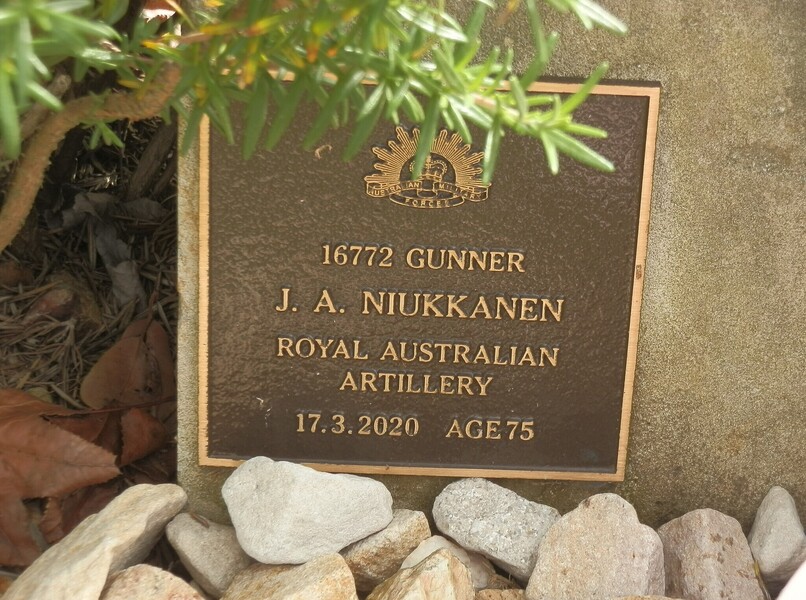 AUSTRALIAN MILITARY
FORCES
16772 GUNNER
J. A. NIUKKANEN
ROYAL AUSTRALIAN
ARTILLERY
17.3.2020 AGE 75